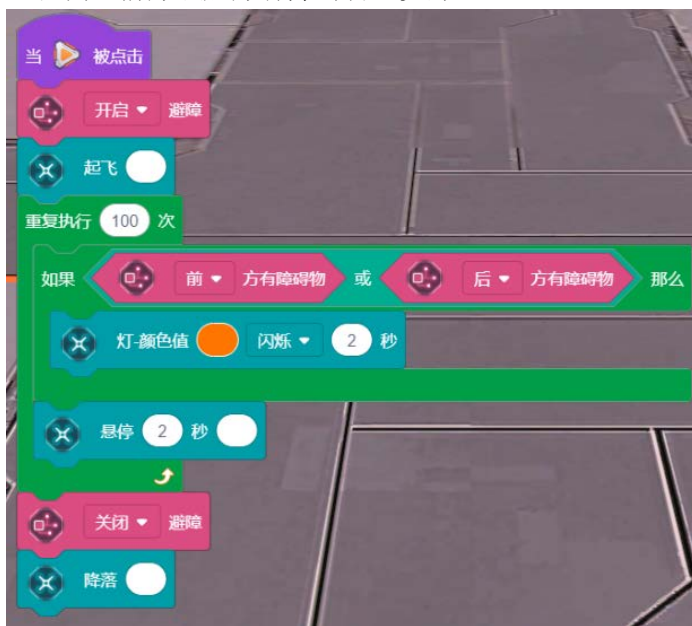 当 被点击
开启 避障
起飞
重复执行 100 次
如果 前 方有障碍物 或 后 方有障碍物 那么
灯-颜色值 闪烁 2 秒
悬停 2 秒
关闭 避障
降落